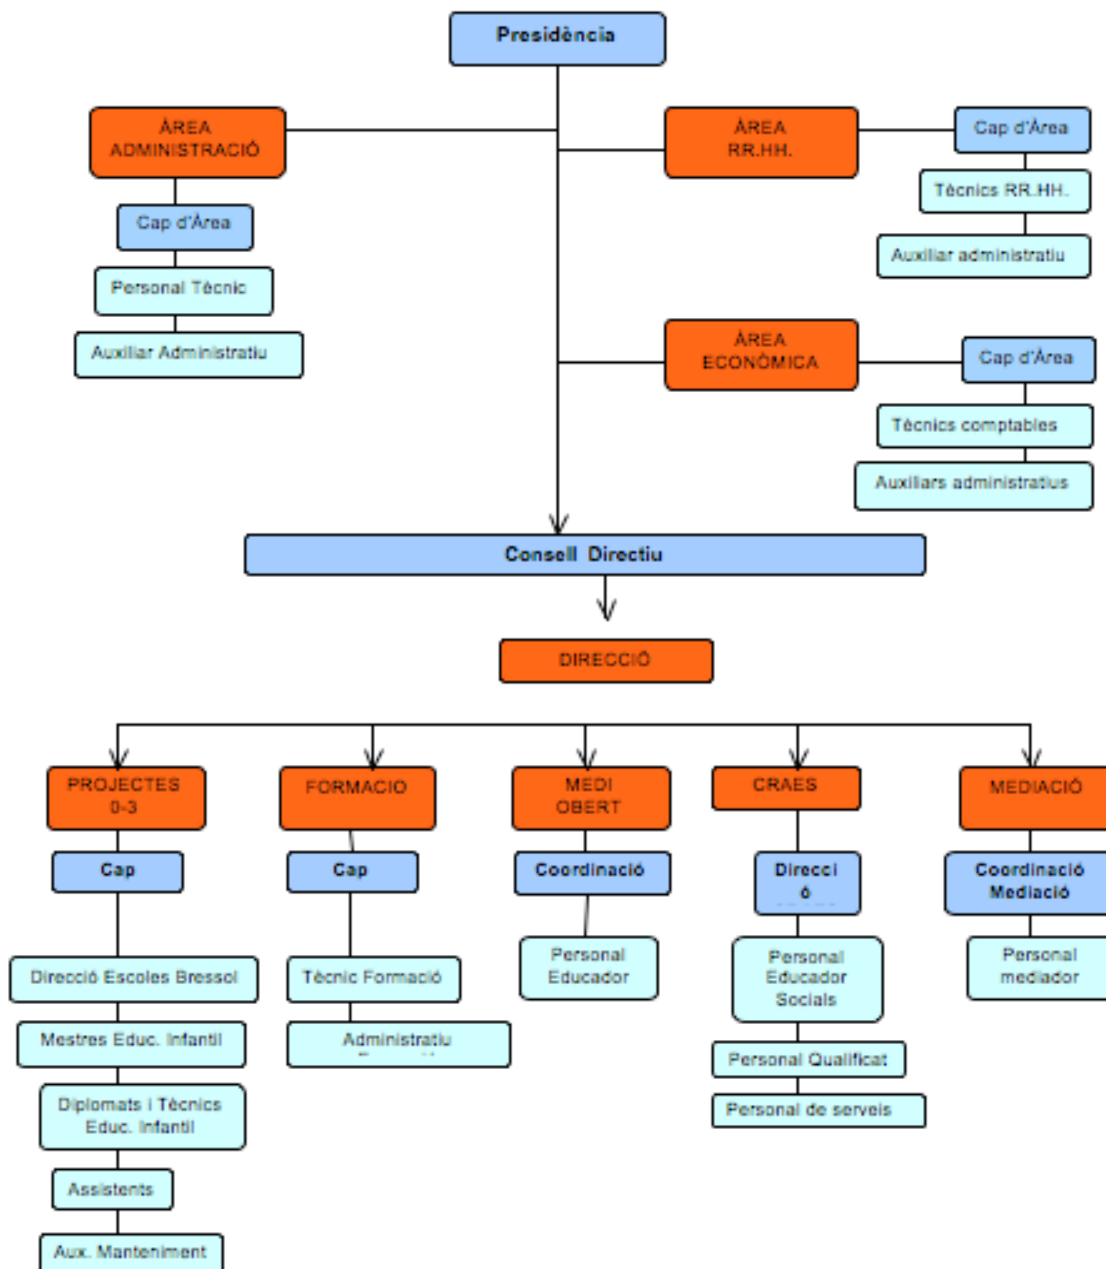 Presidència
ÀREA
ADMINISTRACIÓ
Cap d'Àrea
Personal Tècnic
Auxiliar Administratiu
ÀREA
RR.HH.
Cap d'Àrea
Tècnics RR.HH.
Auxiliar administratiu
ÀREA
ECONÒMICA
Cap d'Àrea
Tècnics comptables
Auxiliars administratius
Consell Directiu
DIRECCIÓ
PROJECTES
0-3
Cap
Direcció Escoles Bressol
Mestres Educ. Infantil
Diplomats i Tècnics
Educ. Infantil
Assistents
Aux. Manteniment
FORMACIO
Cap
Tècnic Formació
Administratiu
MEDI
OBERT
Coordinació
Personal
Educador
CRAES
Direcci
ó
Personal
Educador
Socials
Personal Qualificat
Personal de serveis
MEDIACIÓ
Coordinació
Mediació
Personal
mediador